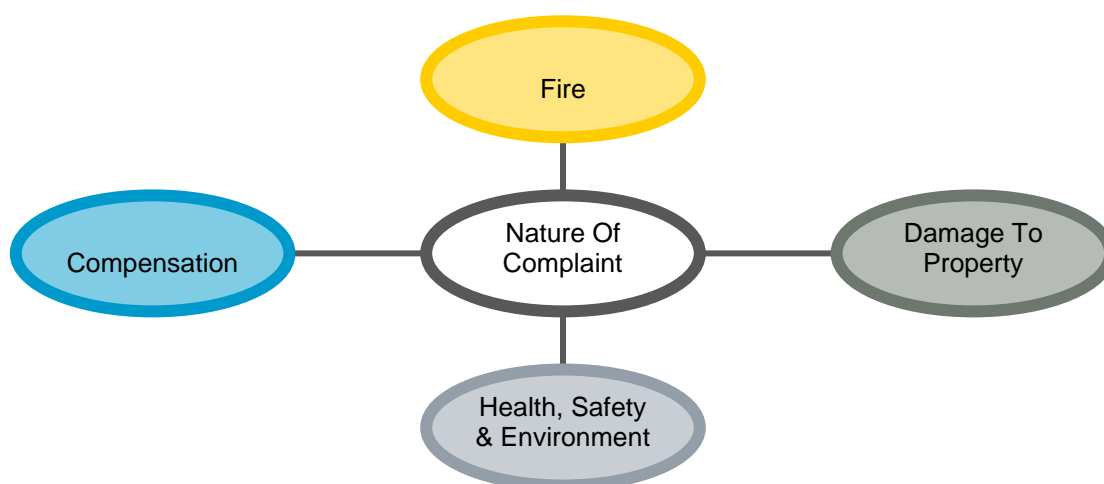 Fire
Compensation
Nature Of
Complaint
Damage To
Property
Health, Safety
& Environment